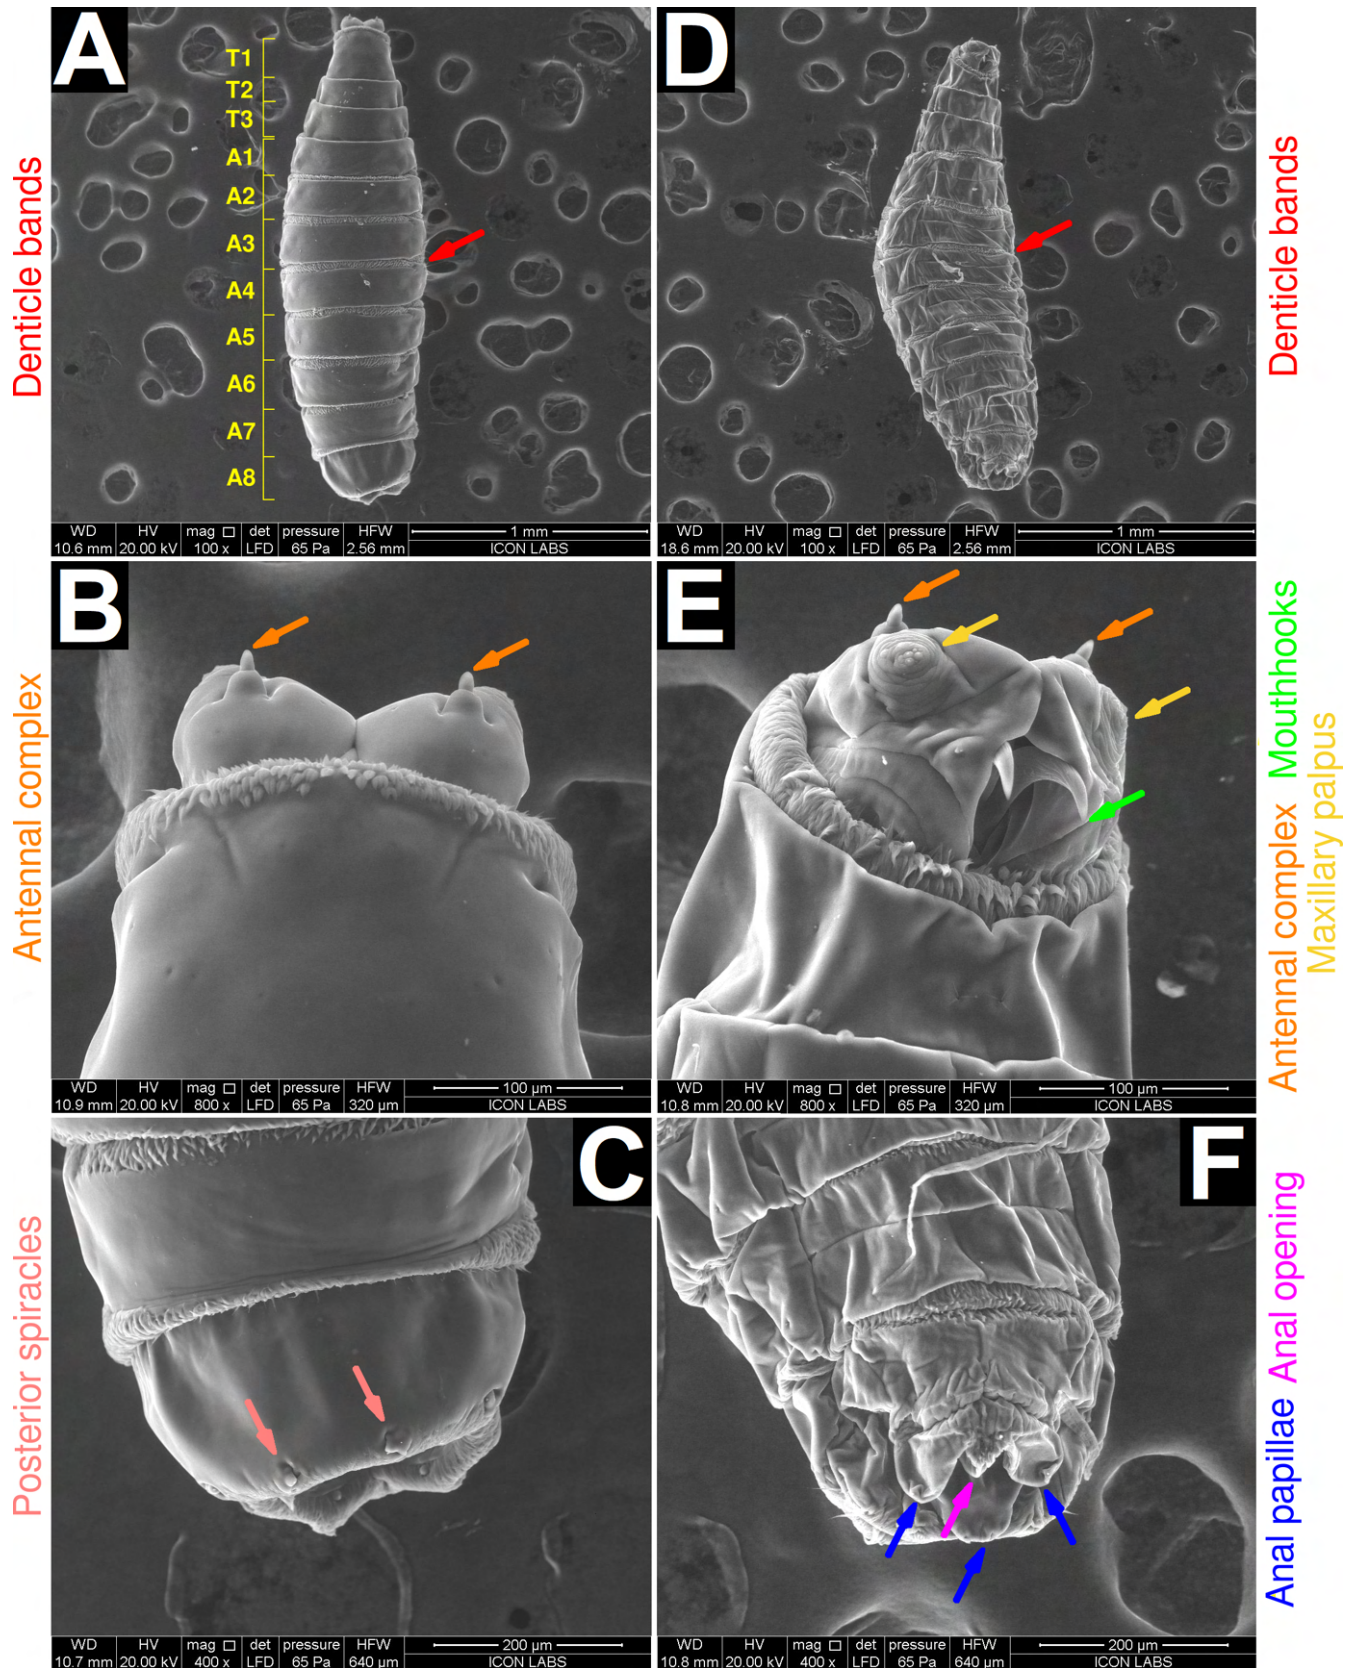 A
T1
T2
T3
A1
A2
A3
A4
A5
A6
A7
A8
Denticle bands
WD HV mag □ det pressure HFW 1 mm
10.6 mm 20.00 kV 100 x LFD 65 Pa 2.56 mm ICON LABS
D
Denticle bands
WD HV mag □ det pressure HFW 1 mm
18.6 mm 20.00 kV 100 x LFD 65 Pa 2.56 mm ICON LABS
B
Antennal complex
WD HV mag □ det pressure HFW 100 µm
10.9 mm 20.00 kV 800 x LFD 65 Pa 320 µm ICON LABS
E
Antennal complex Mouthhooks
Maxillary palpus
WD HV mag □ det pressure HFW 100 µm
10.8 mm 20.00 kV 800 x LFD 65 Pa 320 µm ICON LABS
C
Posterior spiracles
WD HV mag □ det pressure HFW 200 µm
10.7 mm 20.00 kV 400 x LFD 65 Pa 640 µm ICON LABS
F
Anal papillae Anal opening
WD HV mag □ det pressure HFW 200 µm
10.8 mm 20.00 kV 400 x LFD 65 Pa 640 µm ICON LABS